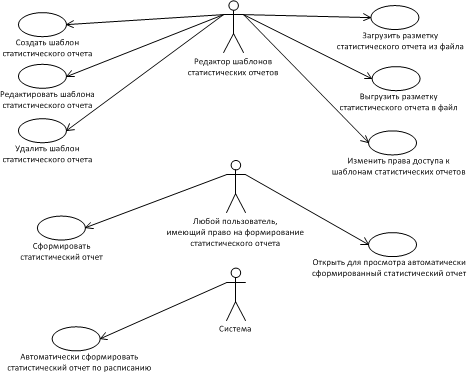 Создать шаблон
статистического отчета
Редактировать шаблона
статистического отчета
Удалить шаблон
статистического отчета
Редактор шаблонов
статистических отчетов
Загрузить разметку
статистического отчета из файла
Выгрузить разметку
статистического отчета в файл
Изменить права доступа к
шаблонам статистических отчетов
Любой пользователь,
имеющий право на формирование
статистического отчета
Сформировать
статистический отчет
Открыть для просмотра автоматически
сформированный статистический отчет
Система
Автоматически сформировать
статистический отчет по расписанию